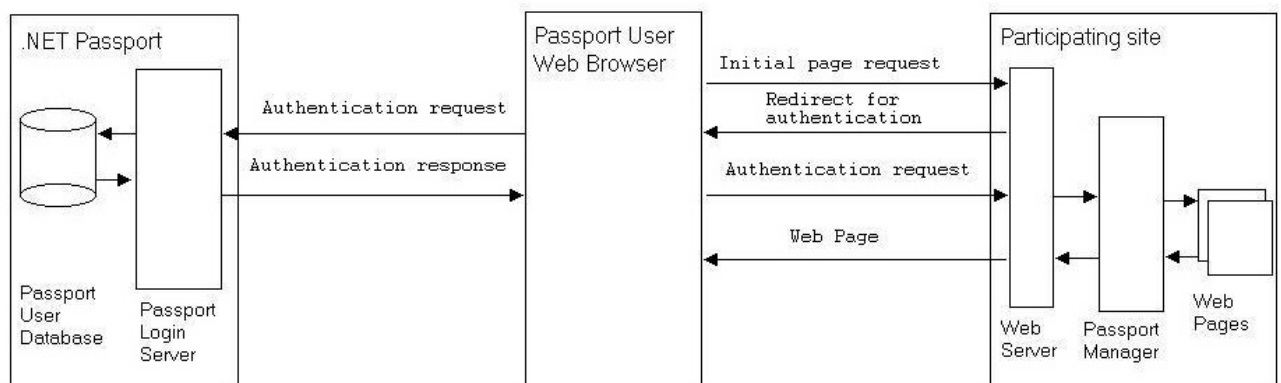 .NET Passport
Passport User
Web Browser
Participating site
Initial page request
Redirect for
authentication
Authentication request
Authentication response
Authentication request
Web Page
Passport
User
Database
Passport
Login
Server
Web
Server
Passport
Manager
Web
Pages